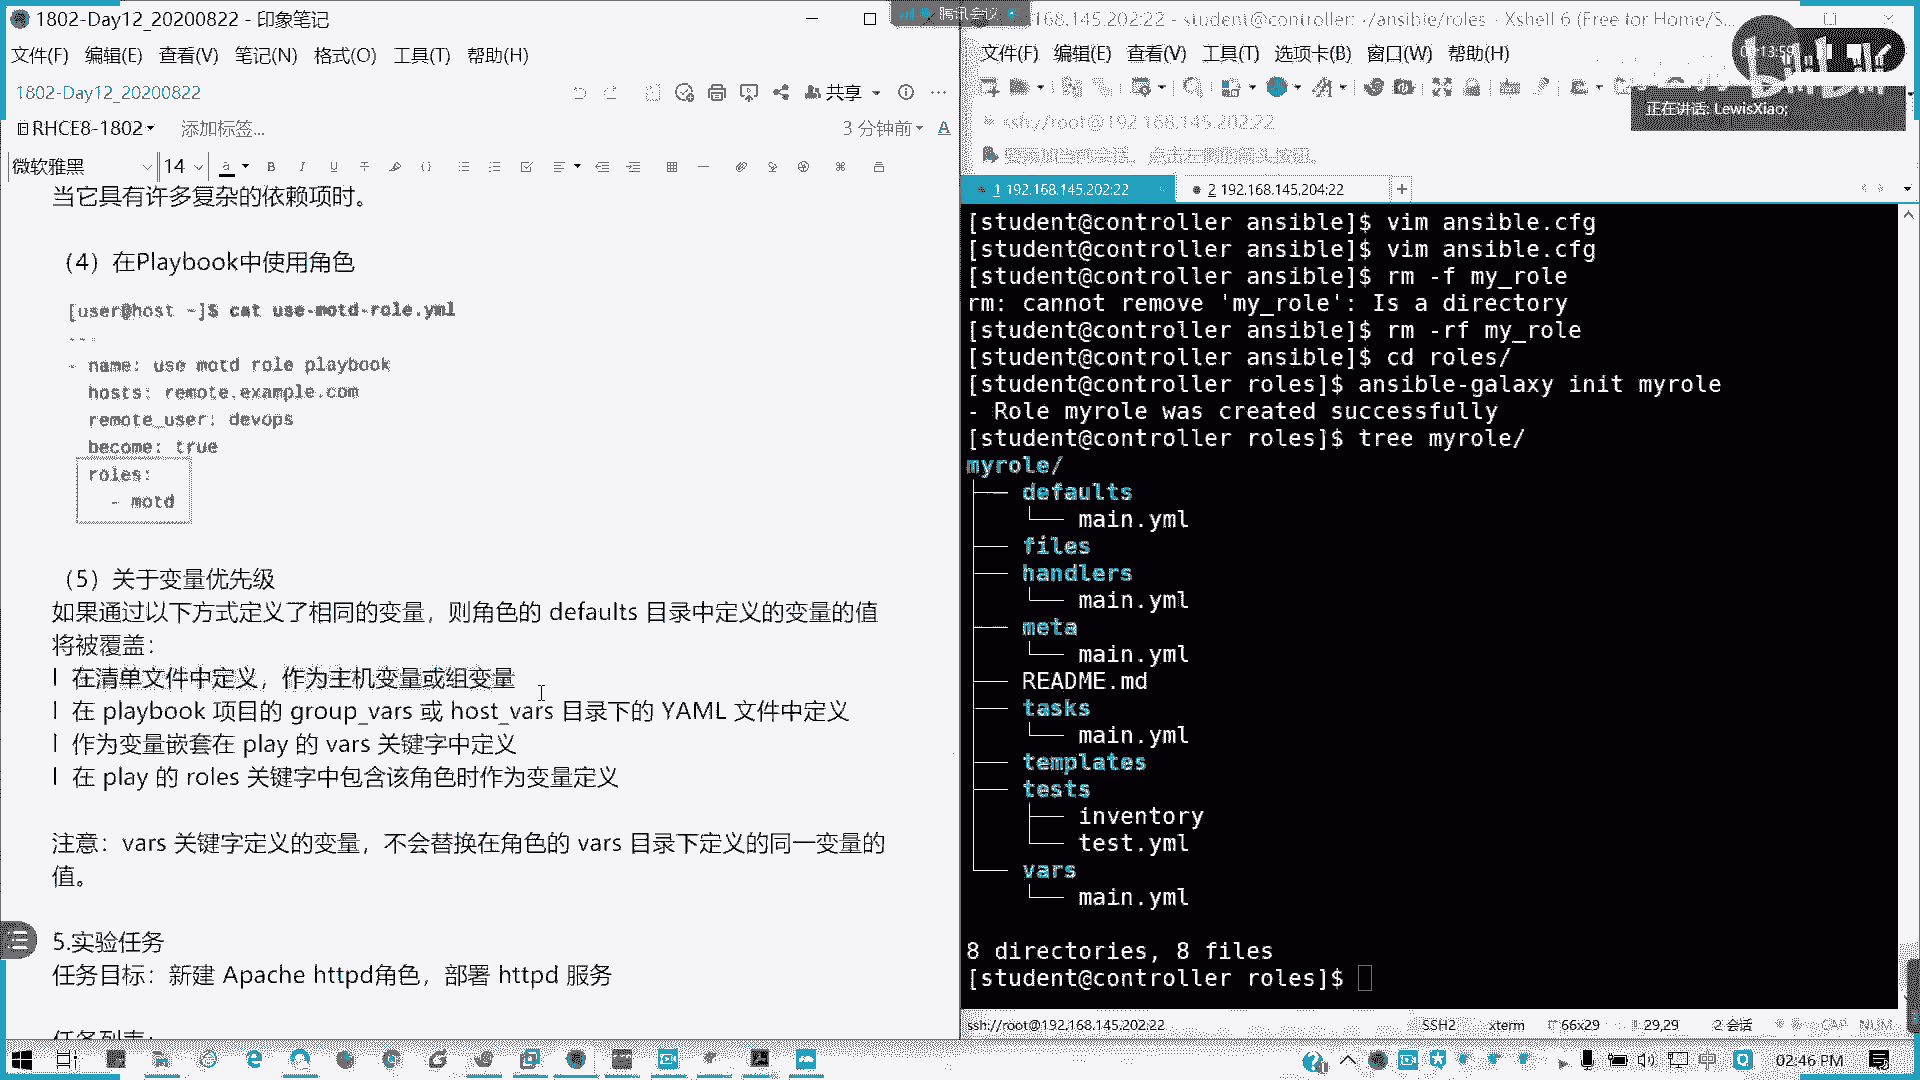 1802-Day12_20200822 - 印象笔记
文件(F) 编辑(E) 查看(V) 笔记(N) 格式(O) 工具(T) 帮助(H)
1802-Day12_20200822
共享
RHCE8-1802
添加标签...
3 分钟前
微软雅黑
14
当它具有许多复杂的依赖项时。
（4）在Playbook中使用角色
[user@host ~]$ cat use-motd-role.yml
---
- name: use motd role playbook
hosts: remote.example.com
remote_user: devops
become: true
roles:
- motd
（5）关于变量优先级
如果通过以下方式定义了相同的变量，则角色的 defaults 目录中定义的变量的值
将被覆盖：
l 在清单文件中定义，作为主机变量或组变量
l 在 playbook 项目的 group_vars 或 host_vars 目录下的 YAML 文件中定义
l 作为变量嵌套在 play 的 vars 关键字中定义
l 在 play 的 roles 关键字中包含该角色时作为变量定义
注意：vars 关键字定义的变量，不会替换在角色的 vars 目录下定义的同一变量的
值。
5.实验任务
任务目标：新建 Apache httpd角色，部署 httpd 服务
任务列表：
腾讯会议
168.145.202:22 - student@controller: ~/ansible/roles - Xshell 6 (Free for Home/S...
文件(F) 编辑(E) 查看(V) 工具(T) 选项卡(B) 窗口(W) 帮助(H)
正在讲话: LewisXiao;
ssh://root@192.168.145.202:22
要添加当前会话，点击左侧的箭头按钮。
1 192.168.145.202:22
2 192.168.145.204:22
[student@controller ansible]$ vim ansible.cfg
[student@controller ansible]$ vim ansible.cfg
[student@controller ansible]$ rm -f my_role
rm: cannot remove 'my_role': Is a directory
[student@controller ansible]$ rm -rf my_role
[student@controller ansible]$ cd roles/
[student@controller roles]$ ansible-galaxy init myrole
- Role myrole was created successfully
[student@controller roles]$ tree myrole/
myrole/
├── defaults
│   └── main.yml
├── files
├── handlers
│   └── main.yml
├── meta
│   └── main.yml
├── README.md
├── tasks
│   └── main.yml
├── templates
├── tests
│   ├── inventory
│   └── test.yml
└── vars
    └── main.yml
8 directories, 8 files
[student@controller roles]$
ssh://root@192.168.145.202:22
SSH2
xterm
66x29
29,29
2 会话
CAP
NUM
02:46 PM